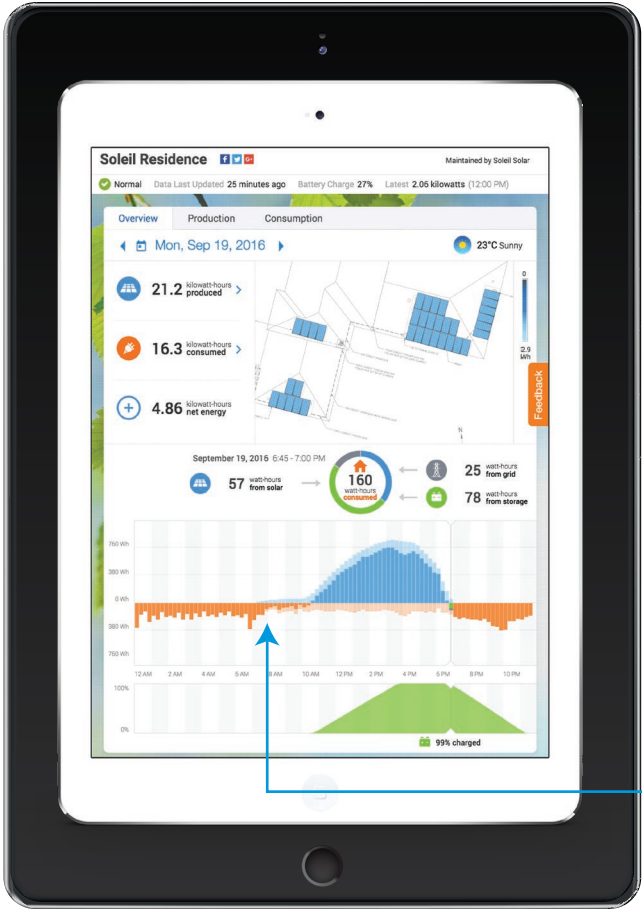 Soleil Residence
Maintained by Soleil Solar
Normal Data Last Updated 25 minutes ago Battery Charge 27% Latest 2.06 kilowatts (12:00 PM)
Overview Production Consumption
Mon, Sep 19, 2016
23°C Sunny
21.2 kilowatt-hours
produced
16.3 kilowatt-hours
consumed
4.86 kilowatt-hours
net energy
0
2.9
kWh
Feedback
N
September 19, 2016 6:45 - 7:00 PM
57 watt-hours
from solar
160
watt-hours
consumed
25 watt-hours
from grid
78 watt-hours
from storage
760 Wh
380 Wh
0 Wh
380 Wh
760 Wh
12 AM 2 AM 4 AM 5 AM 8 AM 10 AM 12 PM 2 PM 4 PM 5 PM 8 PM 10 PM
100%
0%
99% charged